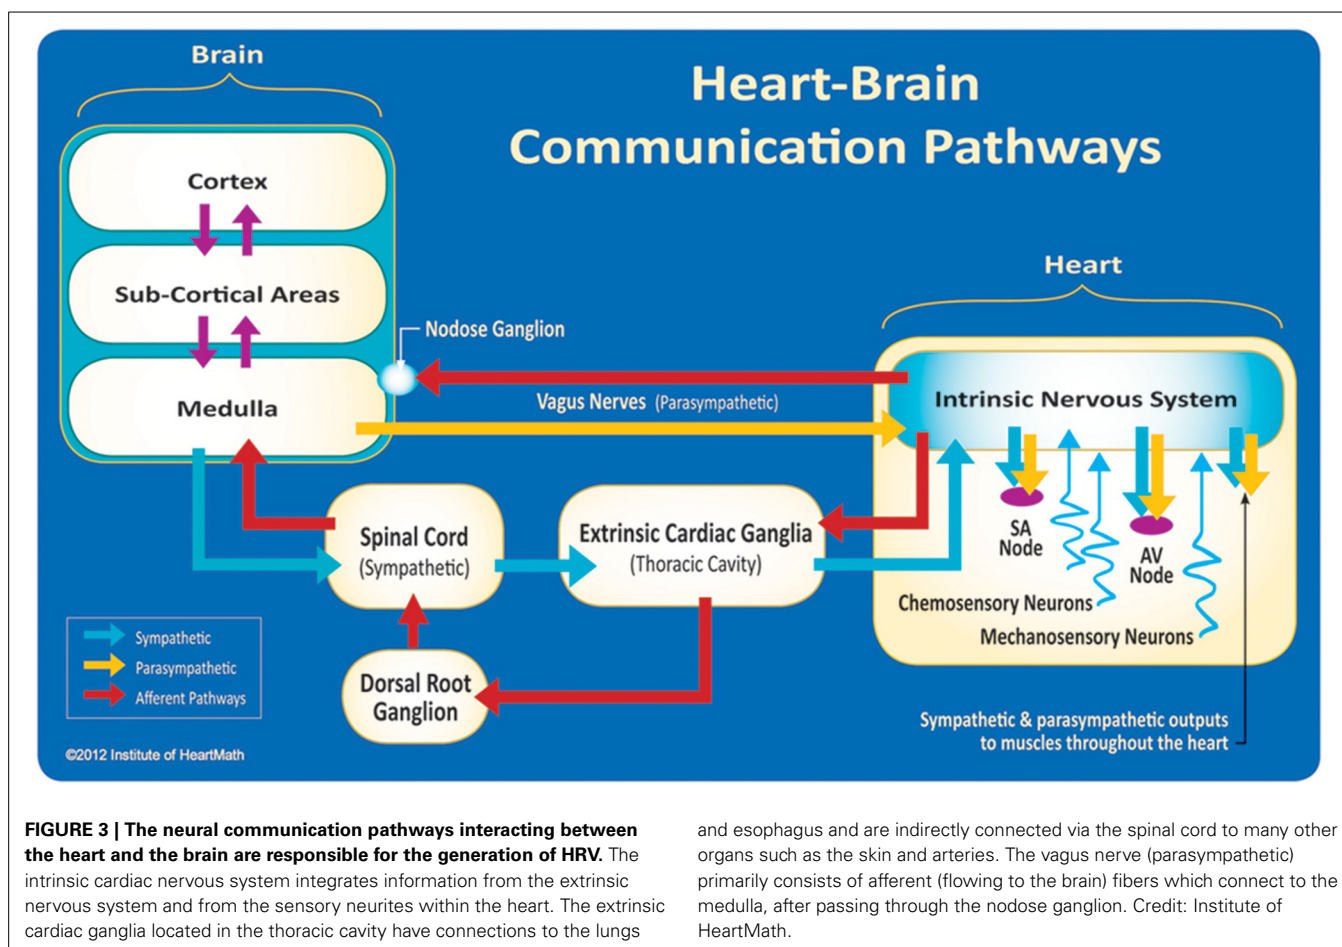 Brain
Heart-Brain
Communication Pathways
Cortex
Sub-Cortical Areas
Medulla
Nodose Ganglion
Vagus Nerves (Parasympathetic)
Heart
Intrinsic Nervous System
SA
Node
AV
Node
Chemosensory Neurons
Mechanosensory Neurons
Spinal Cord
(Sympathetic)
Extrinsic Cardiac Ganglia
(Thoracic Cavity)
Dorsal Root
Ganglion
Sympathetic
Parasympathetic
Afferent Pathways
Sympathetic & parasympathetic outputs
to muscles throughout the heart
©2012 Institute of HeartMath
FIGURE 3 | The neural communication pathways interacting between
the heart and the brain are responsible for the generation of HRV. The
intrinsic cardiac nervous system integrates information from the extrinsic
nervous system and from the sensory neurites within the heart. The extrinsic
cardiac ganglia located in the thoracic cavity have connections to the lungs
and esophagus and are indirectly connected via the spinal cord to many other
organs such as the skin and arteries. The vagus nerve (parasympathetic)
primarily consists of afferent (flowing to the brain) fibers which connect to the
medulla, after passing through the nodose ganglion. Credit: Institute of
HeartMath.